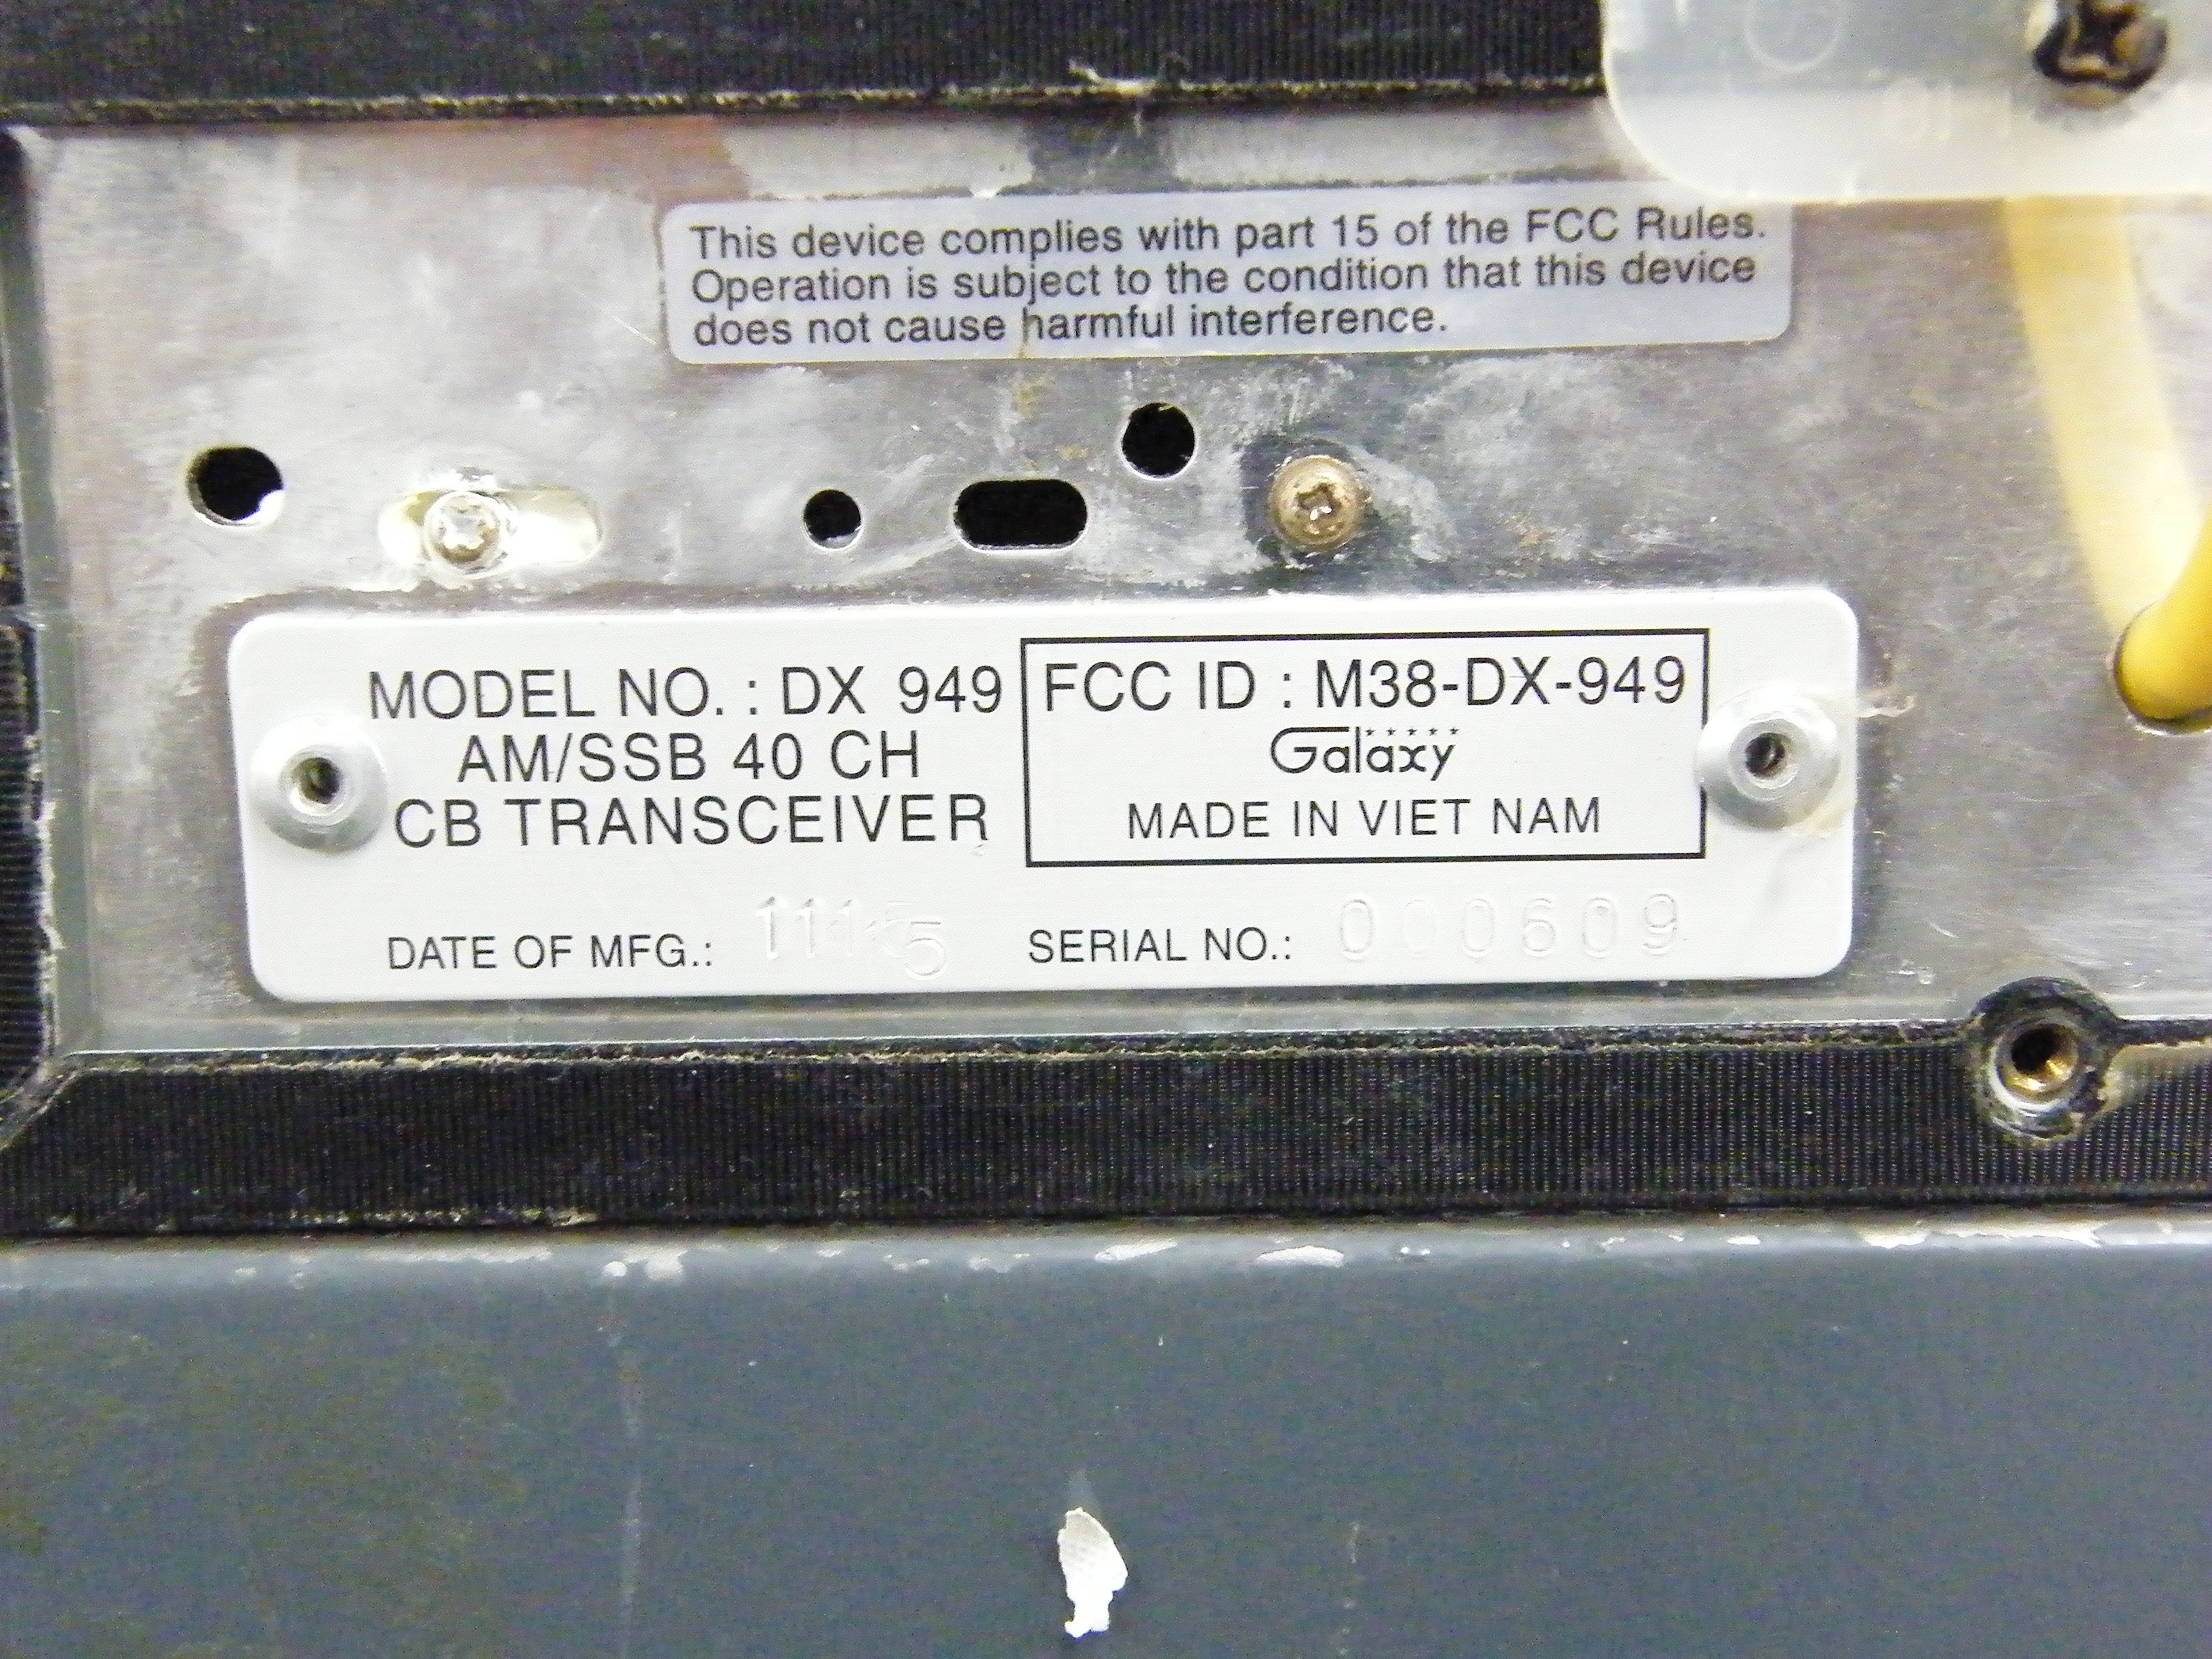 This device complies with part 15 of the FCC Rules.
Operation is subject to the condition that this device
does not cause harmful interference.
MODEL NO. : DX 949
AM/SSB 40 CH
CB TRANSCEIVER
FCC ID : M38-DX-949
Galaxy
MADE IN VIET NAM
DATE OF MFG.:
SERIAL NO.: 000609